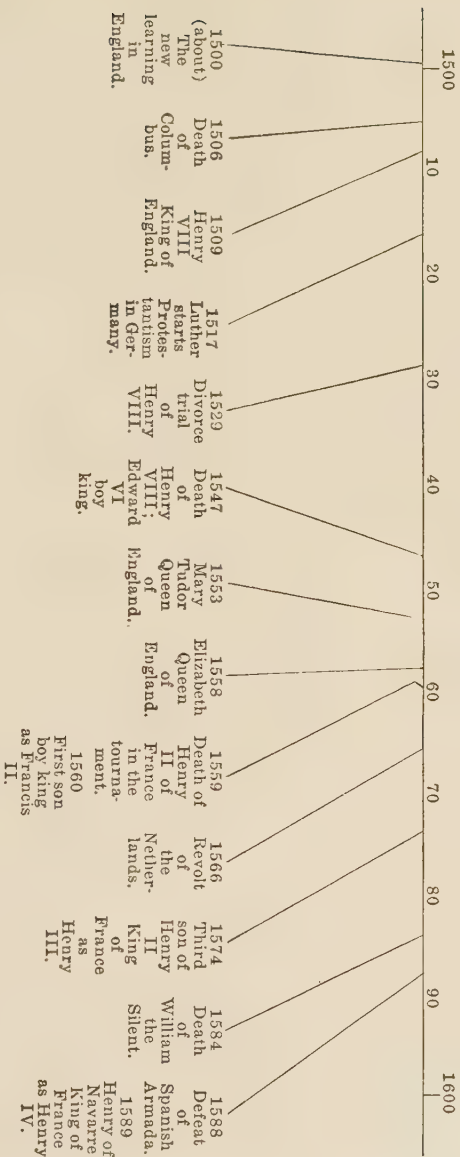 1500
10
20
30
40
50
60
70
80
90
1600
1500
(about)
The
new
learning
in
England.
1506
Death
of
Colum-
bus.
1509
Henry
VIII
King of
England.
1517
Luther
starts
Protes-
tantism
in Ger-
many.
1529
Divorce
trial
of
Henry
VIII.
1547
Death
of
Henry
VIII;
Edward
VI
boy
king.
1553
Mary
Tudor
Queen
of
England.
1558
Elizabeth
Queen
of
England.
1559
Death of
Henry
II of
France
in the
tourna-
ment.
1560
First son
boy king
as Francis
II.
1566
Revolt
of
the
Nether-
lands.
1574
Third
son of
Henry
II
King
of
France
as
Henry
III.
1584
Death
of
William
the
Silent.
1588
Defeat
of
Spanish
Armada.
1589
Henry of
Navarre
King of
France
as Henry
IV.